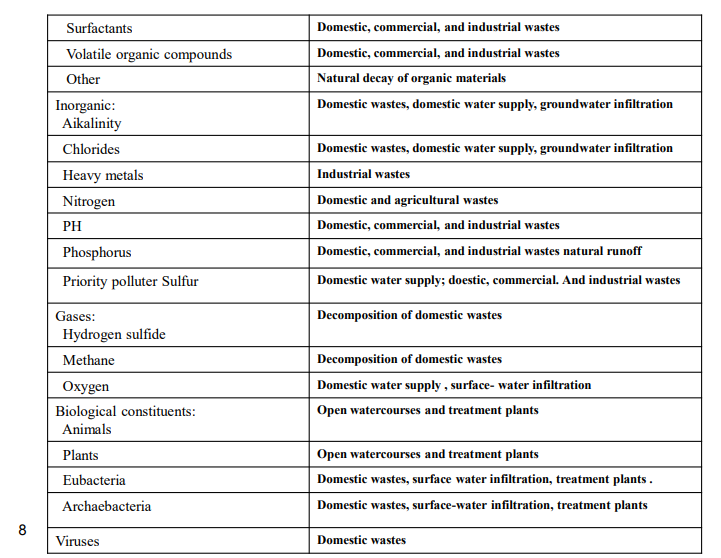 Surfactants Domestic, commercial, and industrial wastes
Volatile organic compounds Domestic, commercial, and industrial wastes
Other Natural decay of organic materials
Inorganic: Domestic wastes, domestic water supply, groundwater infiltration
Aikalinity
Chlorides Domestic wastes, domestic water supply, groundwater infiltration
Heavy metals Industrial wastes
Nitrogen Domestic and agricultural wastes
PH Domestic, commercial, and industrial wastes
Phosphorus Domestic, commercial, and industrial wastes natural runoff
Priority polluter Sulfur Domestic water supply; doestic, commercial. And industrial wastes
Gases: Decomposition of domestic wastes
Hydrogen sulfide
Methane Decomposition of domestic wastes
Oxygen Domestic water supply , surface- water infiltration
Biological constituents: Open watercourses and treatment plants
Animals
Plants Open watercourses and treatment plants
Eubacteria Domestic wastes, surface water infiltration, treatment plants .
Archaebacteria Domestic wastes, surface-water infiltration, treatment plants
8
Viruses Domestic wastes